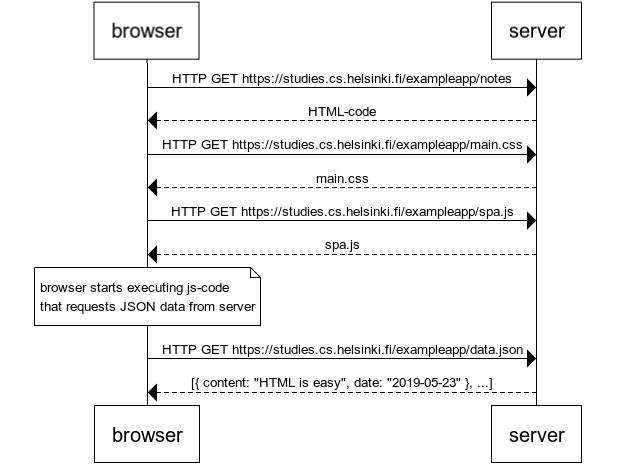 browser
server
HTTP GET https://studies.cs.helsinki.fi/exampleapp/notes
HTML-code
HTTP GET https://studies.cs.helsinki.fi/exampleapp/main.css
main.css
HTTP GET https://studies.cs.helsinki.fi/exampleapp/spa.js
spa.js
browser starts executing js-code
that requests JSON data from server
HTTP GET https://studies.cs.helsinki.fi/exampleapp/data.json
[{ content: "HTML is easy", date: "2019-05-23" }, ...]
browser
server